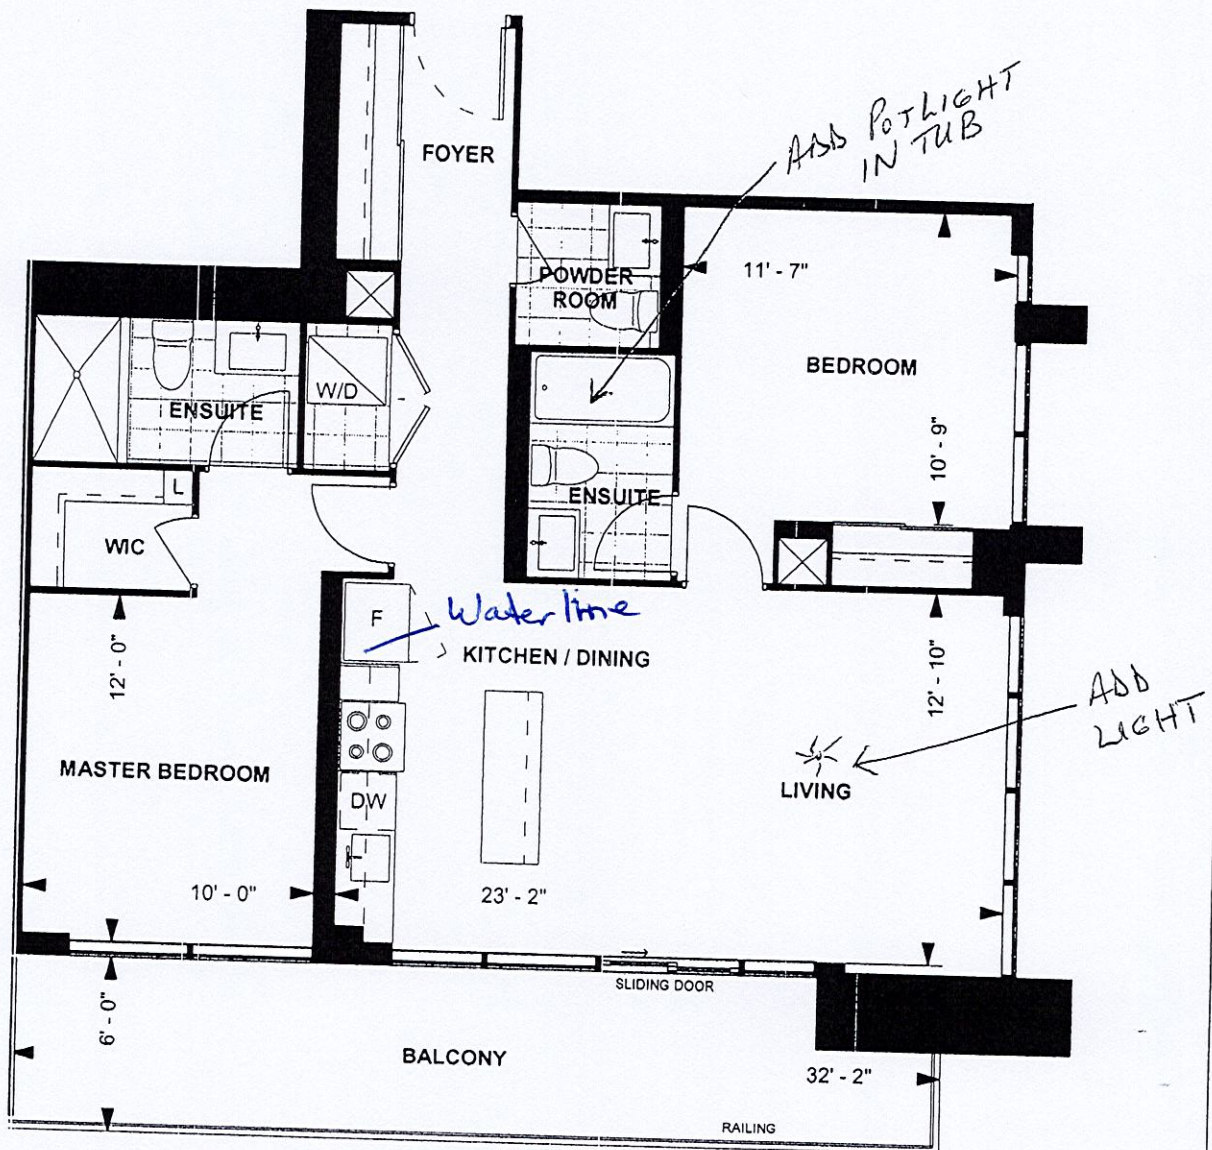 FOYER
ADD POTLIGHT
IN TUB
POWDER
ROOM
11' - 7"
BEDROOM
W/D
ENSUITE
10' - 9"
L
ENSUITE
WIC
F
Water line
12' - 0"
KITCHEN / DINING
12' - 10"
ADD
LIGHT
MASTER BEDROOM
LIVING
DW
10' - 0"
23' - 2"
SLIDING DOOR
6' - 0"
BALCONY
32' - 2"
RAILING